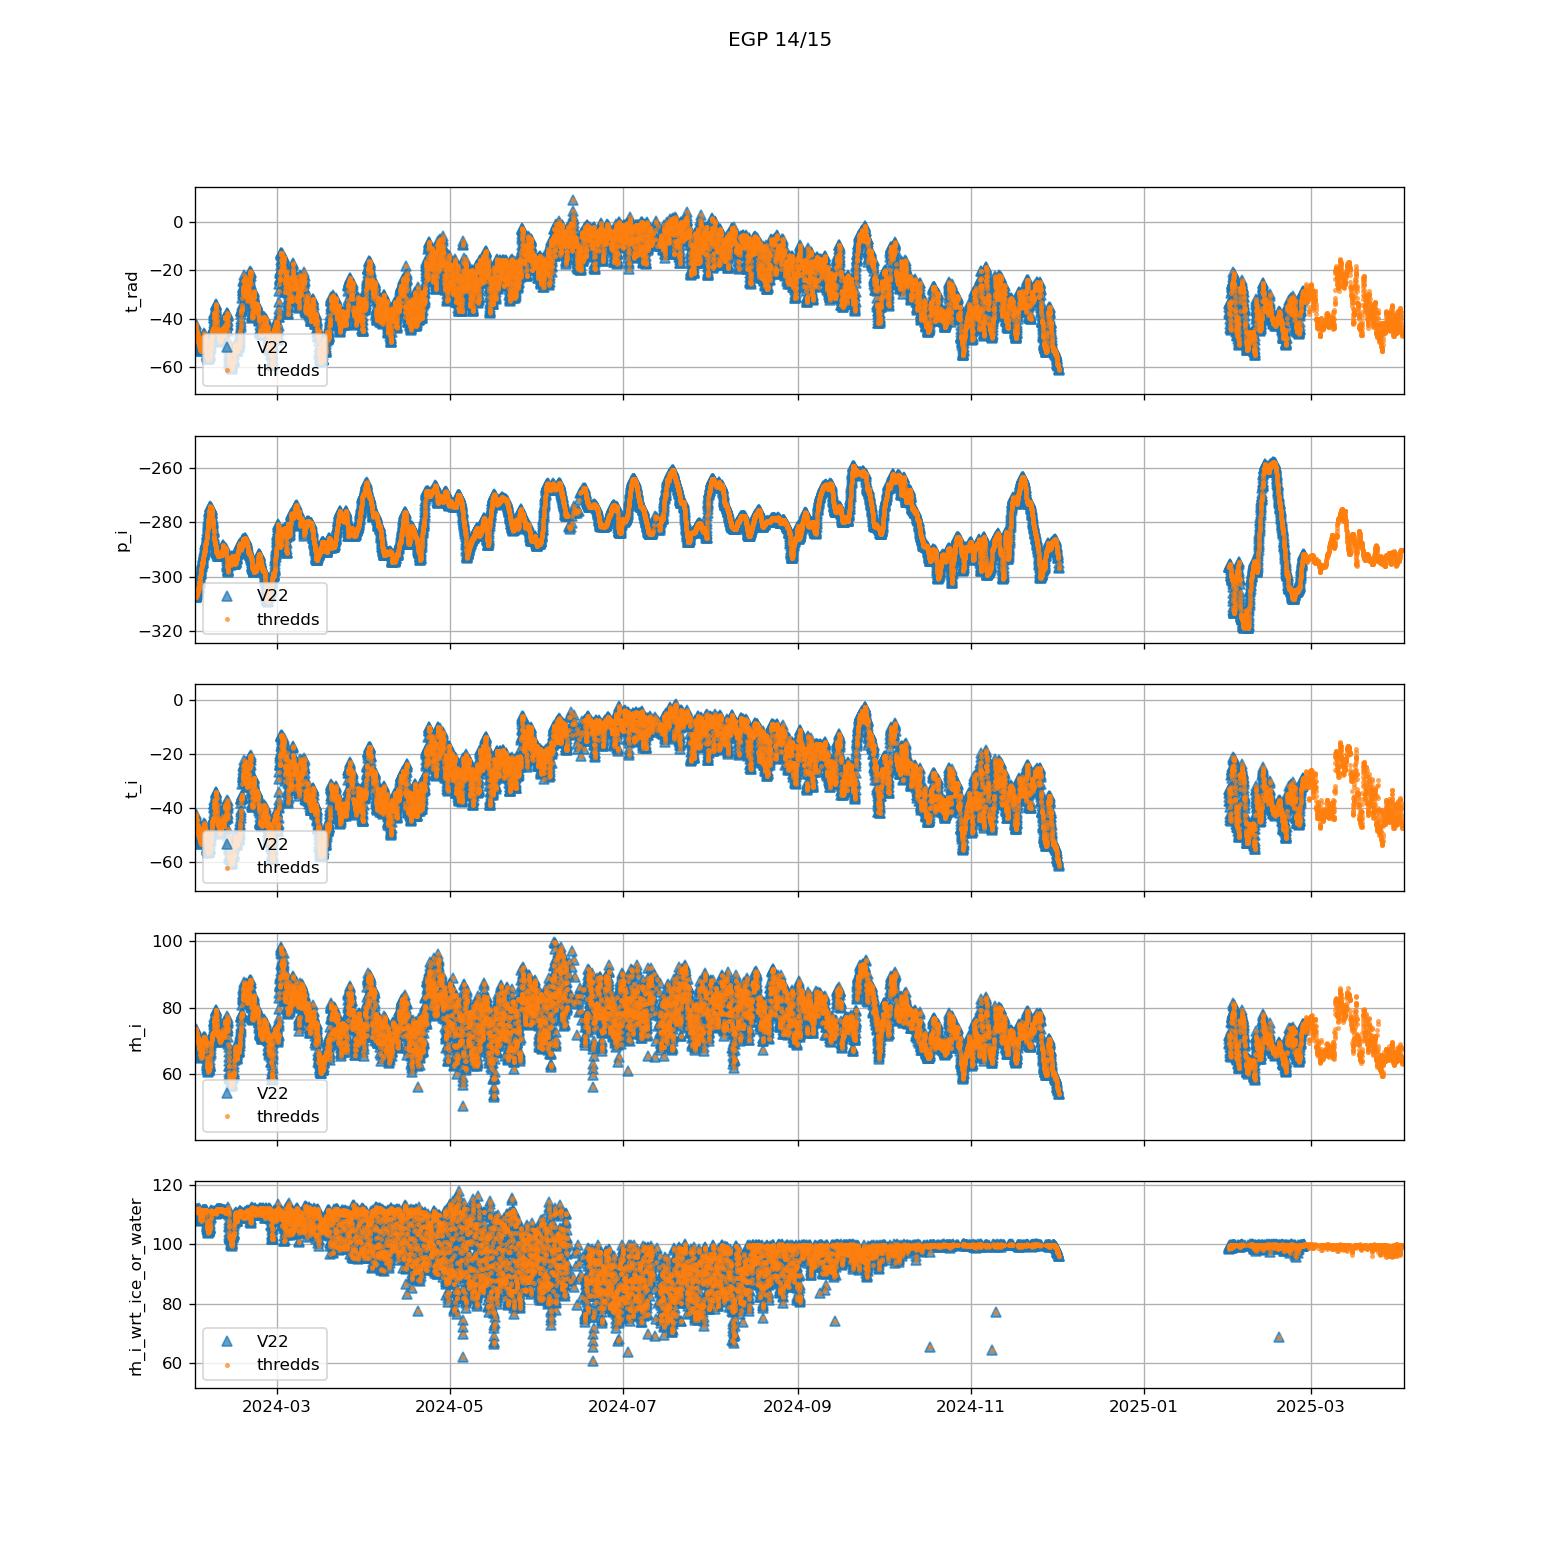 EGP 14/15
0
−20
−40
−60
t_rad
V22
thredds
−260
−280
−300
−320
p_i
V22
thredds
0
−20
−40
−60
t_i
V22
thredds
100
80
60
rh_i
V22
thredds
120
100
80
60
rh_i_wrt_ice_or_water
V22
thredds
2024-03 2024-05 2024-07 2024-09 2024-11 2025-01 2025-03